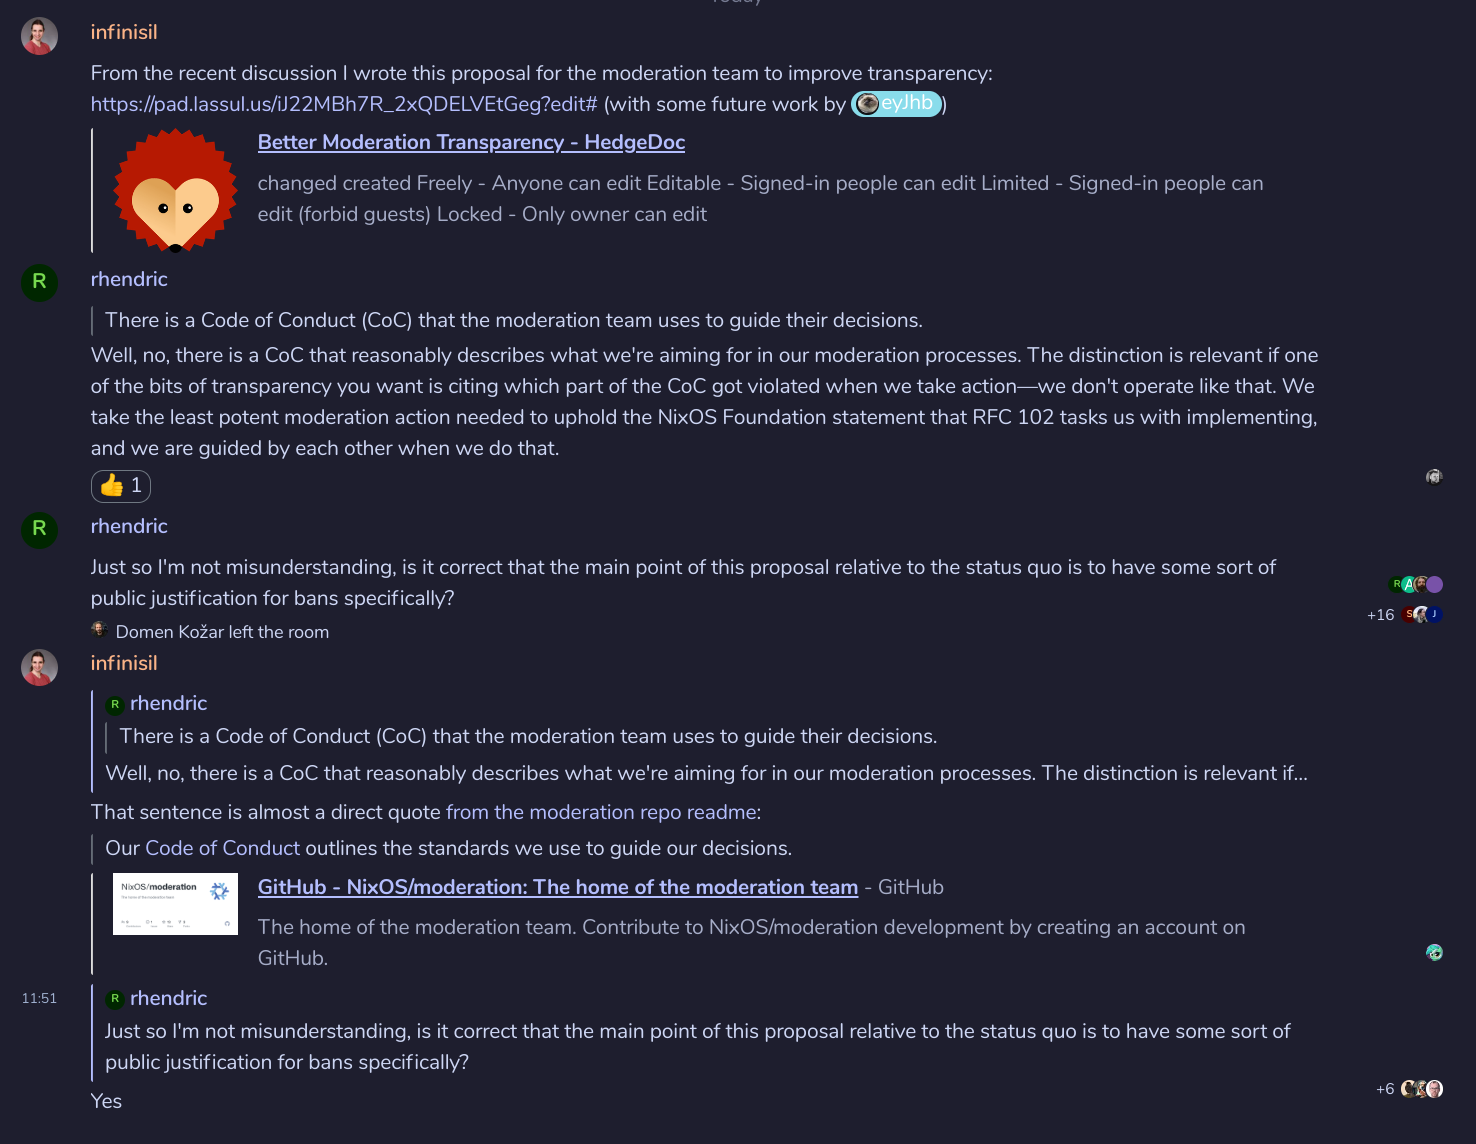 infinisil
From the recent discussion I wrote this proposal for the moderation team to improve transparency:
https://pad.lassul.us/iJ22MBh7R_2xQDELVEtGeg?edit# (with some future work by eyJhb)
Better Moderation Transparency - HedgeDoc
changed created Freely - Anyone can edit Editable - Signed-in people can edit Limited - Signed-in people can
edit (forbid guests) Locked - Only owner can edit
R
rhendric
There is a Code of Conduct (CoC) that the moderation team uses to guide their decisions.
Well, no, there is a CoC that reasonably describes what we're aiming for in our moderation processes. The distinction is relevant if one
of the bits of transparency you want is citing which part of the CoC got violated when we take action—we don't operate like that. We
take the least potent moderation action needed to uphold the NixOS Foundation statement that RFC 102 tasks us with implementing,
and we are guided by each other when we do that.
👍 1
R
rhendric
Just so I'm not misunderstanding, is it correct that the main point of this proposal relative to the status quo is to have some sort of
public justification for bans specifically?
R A
Domen Kožar left the room
+16 S J
infinisil
R rhendric
There is a Code of Conduct (CoC) that the moderation team uses to guide their decisions.
Well, no, there is a CoC that reasonably describes what we're aiming for in our moderation processes. The distinction is relevant if...
That sentence is almost a direct quote from the moderation repo readme:
Our Code of Conduct outlines the standards we use to guide our decisions.
NixOS/moderation
GitHub - NixOS/moderation: The home of the moderation team - GitHub
The home of the moderation team. Contribute to NixOS/moderation development by creating an account on
GitHub.
11:51
R rhendric
Just so I'm not misunderstanding, is it correct that the main point of this proposal relative to the status quo is to have some sort of
public justification for bans specifically?
+6
Yes